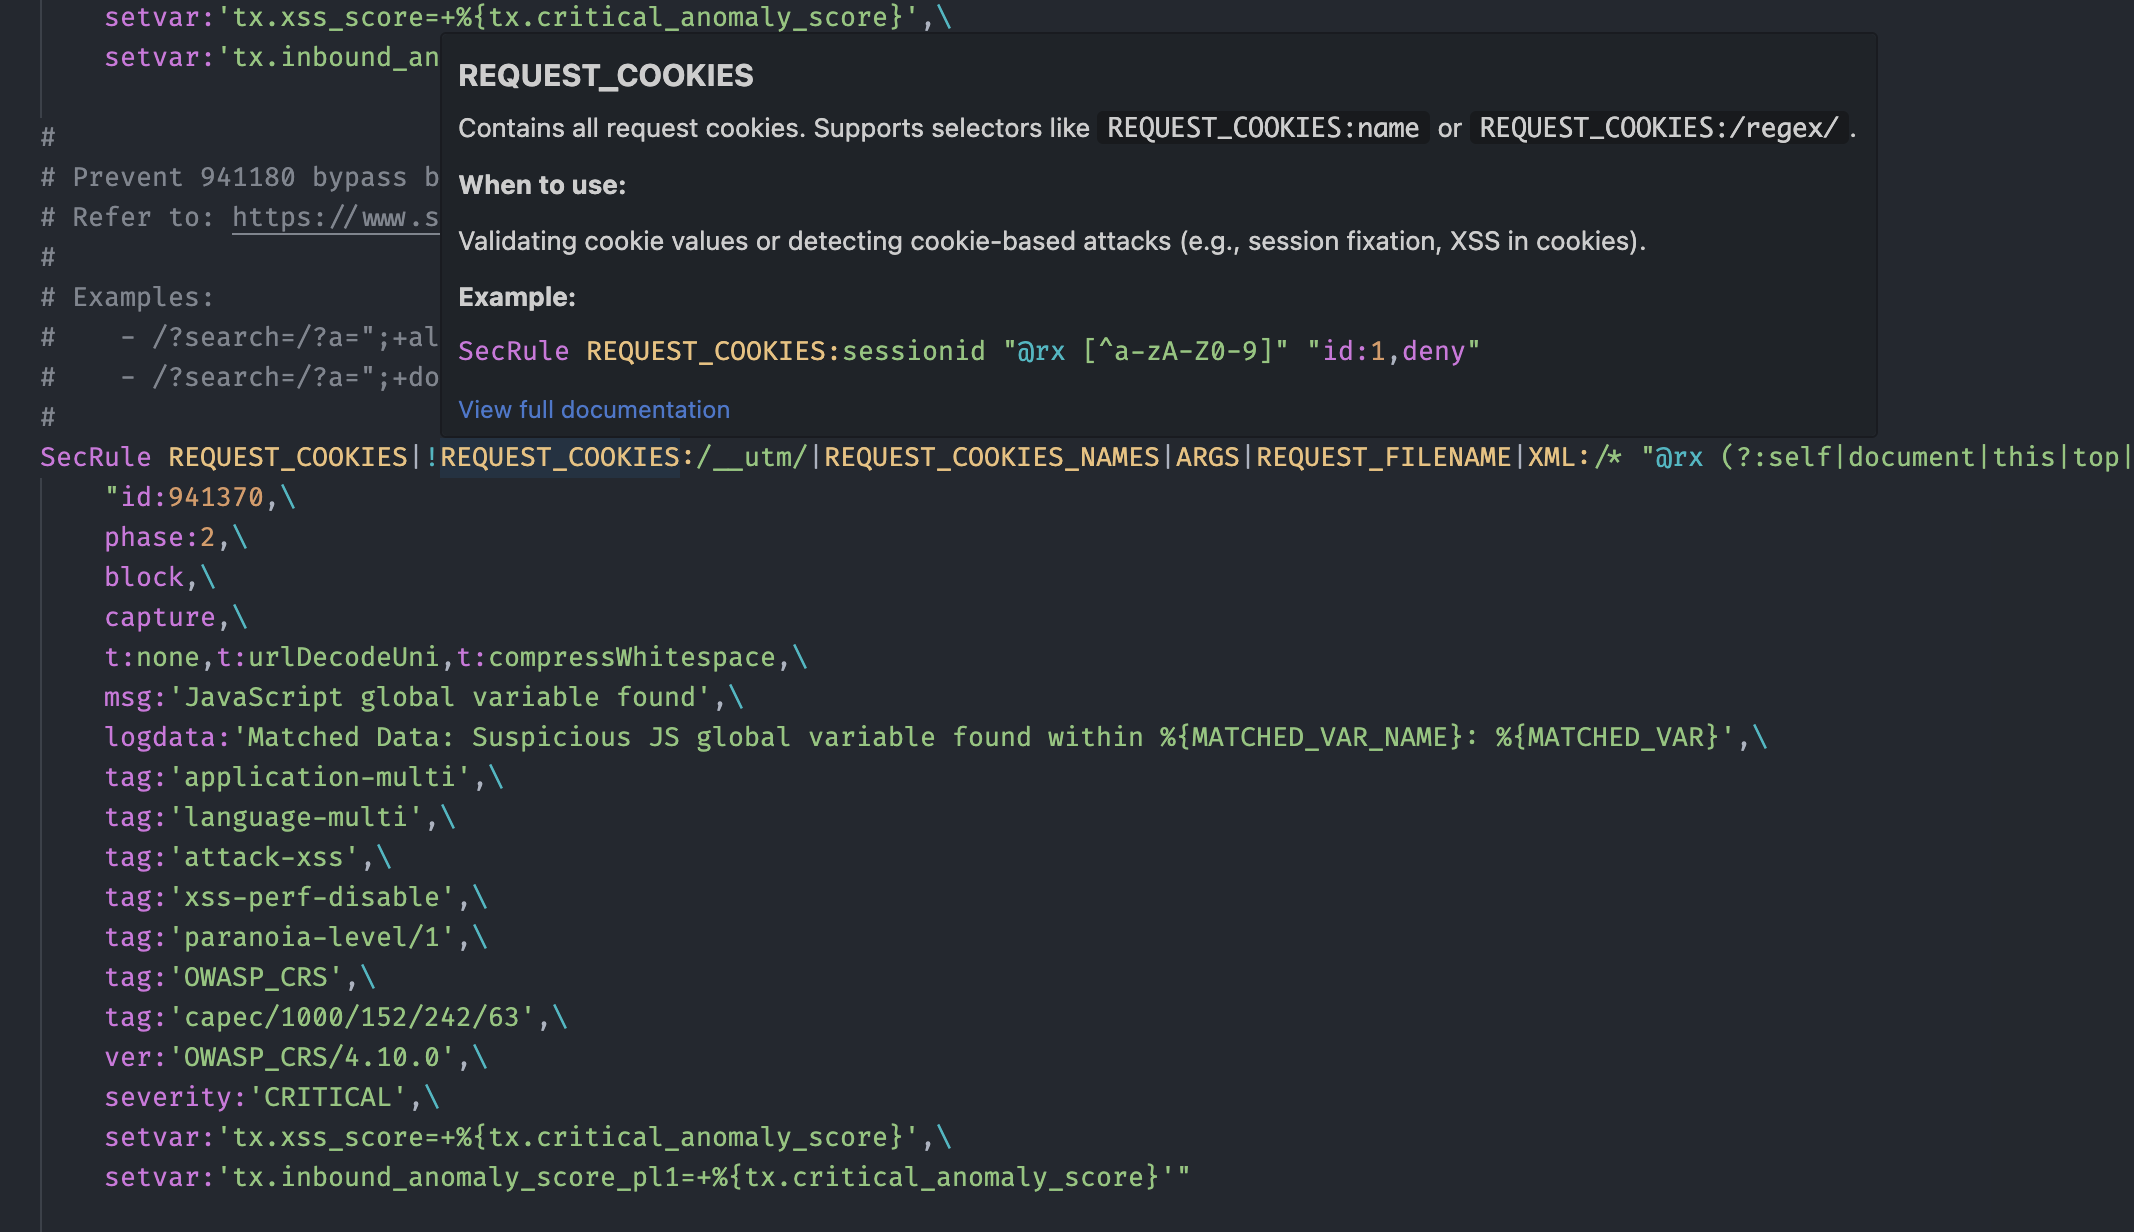 setvar:'tx.xss_score=+%{tx.critical_anomaly_score}',\
setvar:'tx.inbound_an
REQUEST_COOKIES
Contains all request cookies. Supports selectors like REQUEST_COOKIES:name or REQUEST_COOKIES:/regex/ .
When to use:
Validating cookie values or detecting cookie-based attacks (e.g., session fixation, XSS in cookies).
Example:
SecRule REQUEST_COOKIES:sessionid "@rx [^a-zA-Z0-9]" "id:1,deny"
View full documentation
#
# Prevent 941180 bypass b
# Refer to: https://www.s
#
# Examples:
#    - /?search=/?a=";+al
#    - /?search=/?a=";+do
#
SecRule REQUEST_COOKIES|!REQUEST_COOKIES:/__utm/|REQUEST_COOKIES_NAMES|ARGS|REQUEST_FILENAME|XML:/* "@rx (?:self|document|this|top|
"id:941370,\
phase:2,\
block,\
capture,\
t:none,t:urlDecodeUni,t:compressWhitespace,\
msg:'JavaScript global variable found',\
logdata:'Matched Data: Suspicious JS global variable found within %{MATCHED_VAR_NAME}: %{MATCHED_VAR}',\
tag:'application-multi',\
tag:'language-multi',\
tag:'attack-xss',\
tag:'xss-perf-disable',\
tag:'paranoia-level/1',\
tag:'OWASP_CRS',\
tag:'capec/1000/152/242/63',\
ver:'OWASP_CRS/4.10.0',\
severity:'CRITICAL',\
setvar:'tx.xss_score=+%{tx.critical_anomaly_score}',\
setvar:'tx.inbound_anomaly_score_pl1=+%{tx.critical_anomaly_score}'"